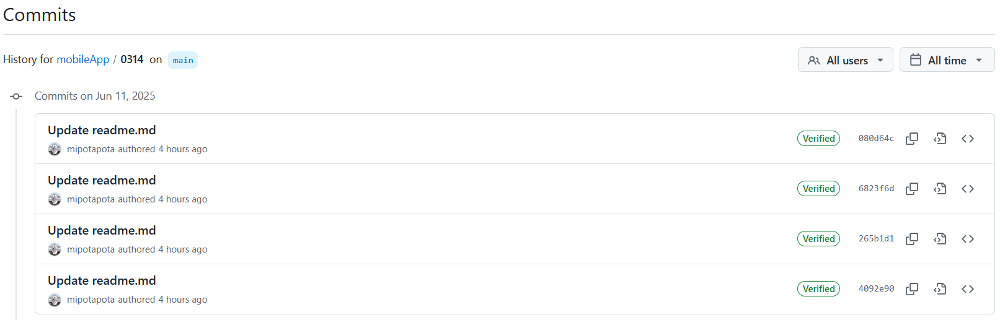 Commits
History for mobileApp / 0314 on main
All users
All time
Commits on Jun 11, 2025
Update readme.md
mipotapota authored 4 hours ago
Verified
080d64c
Update readme.md
mipotapota authored 4 hours ago
Verified
6823f6d
Update readme.md
mipotapota authored 4 hours ago
Verified
265b1d1
Update readme.md
mipotapota authored 4 hours ago
Verified
4092e90